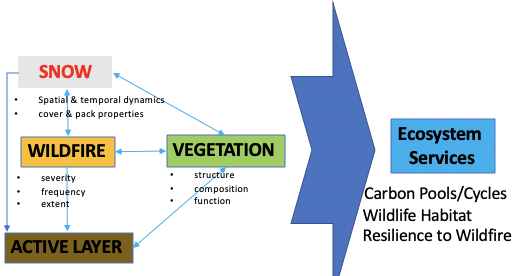 SNOW
• Spatial & temporal dynamics
• cover & pack properties
WILDFIRE
• severity
• frequency
• extent
VEGETATION
• structure
• composition
• function
ACTIVE LAYER
Ecosystem
Services
Carbon Pools/Cycles
Wildlife Habitat
Resilience to Wildfire